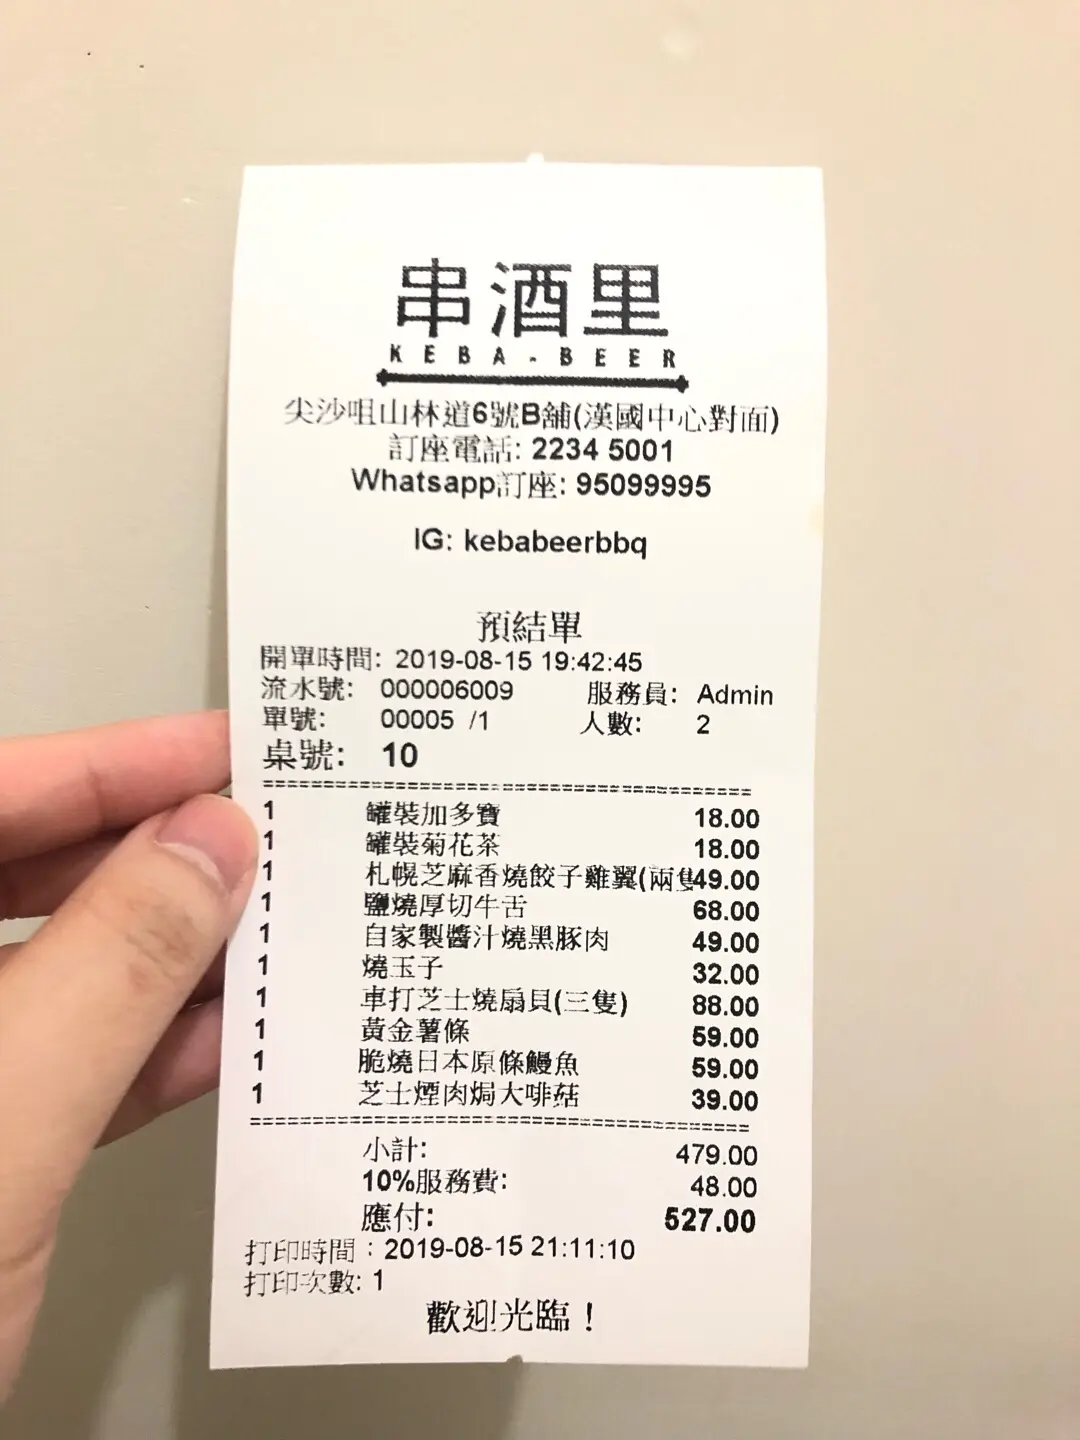 串酒里
KEBA-BEER
尖沙咀山林道6號B舖(漢國中心對面)
訂座電話: 2234 5001
Whatsapp訂座: 95099995
IG: kebabeerbbq
預結單
開單時間: 2019-08-15 19:42:45
流水號: 000006009 服務員: Admin
單號: 00005 /1 人數: 2
桌號: 10
1 罐裝加多寶 18.00
1 罐裝菊花茶 18.00
1 札幌芝麻香燒餃子雞翼(兩隻 49.00
1 鹽燒厚切牛舌 68.00
1 自家製醬汁燒黑豚肉 49.00
1 燒玉子 32.00
1 車打芝士燒扇貝(三隻) 88.00
1 黃金薯條 59.00
1 脆燒日本原條鰻魚 59.00
1 芝士煙肉焗大啡菇 39.00
小計: 479.00
10%服務費: 48.00
應付: 527.00
打印時間：2019-08-15 21:11:10
打印次數: 1
歡迎光臨！